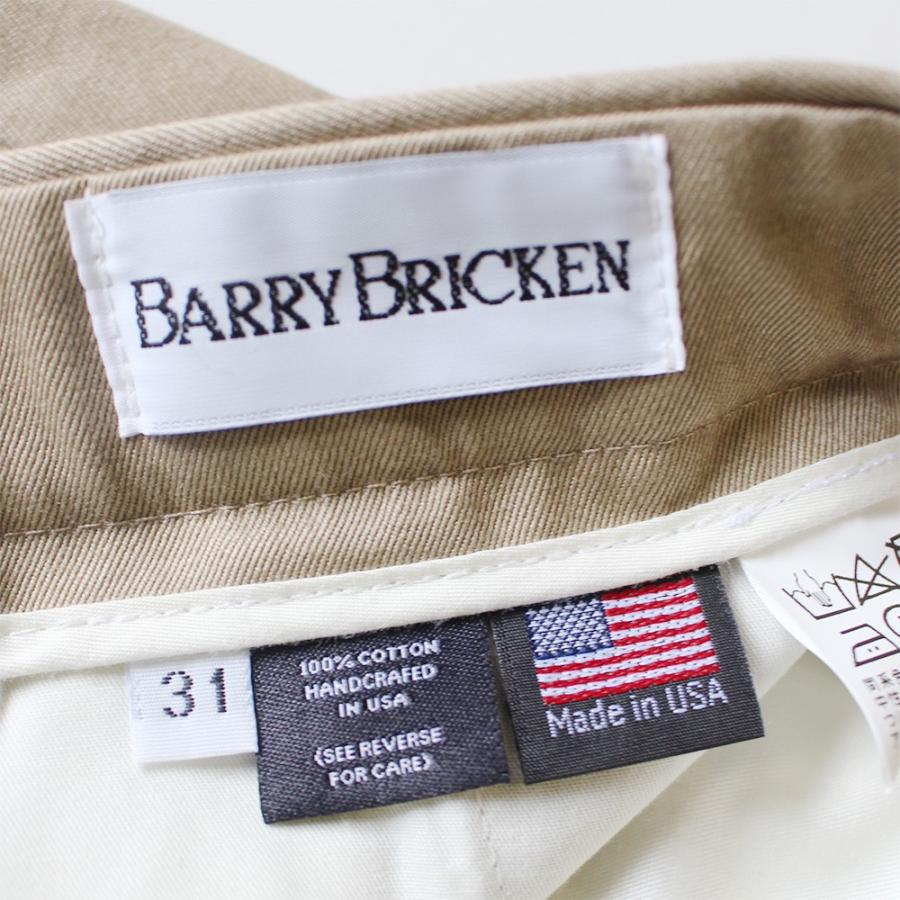 BARRY BRICKEN
31
100% COTTON
HANDCRAFTED
IN USA
(SEE REVERSE
FOR CARE)
Made in USA